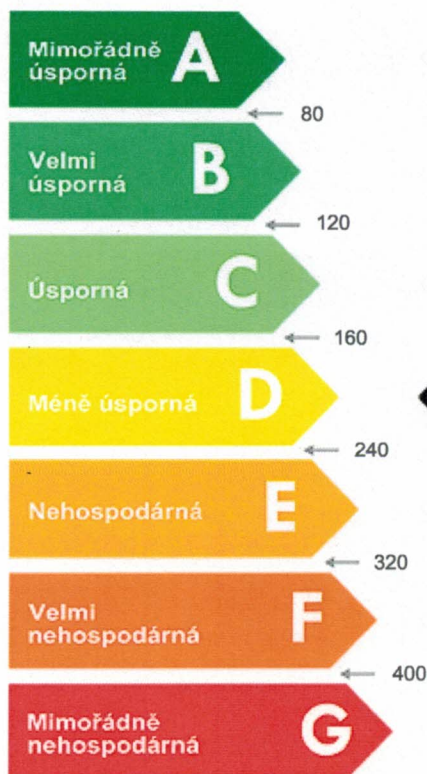 Mimořádně
úsporná
A
80
Velmi
úsporná
B
120
Úsporná
C
160
Méně úsporná
D
240
Nehospodárná
E
320
Velmi
nehospodárná
F
400
Mimořádně
nehospodárná
G